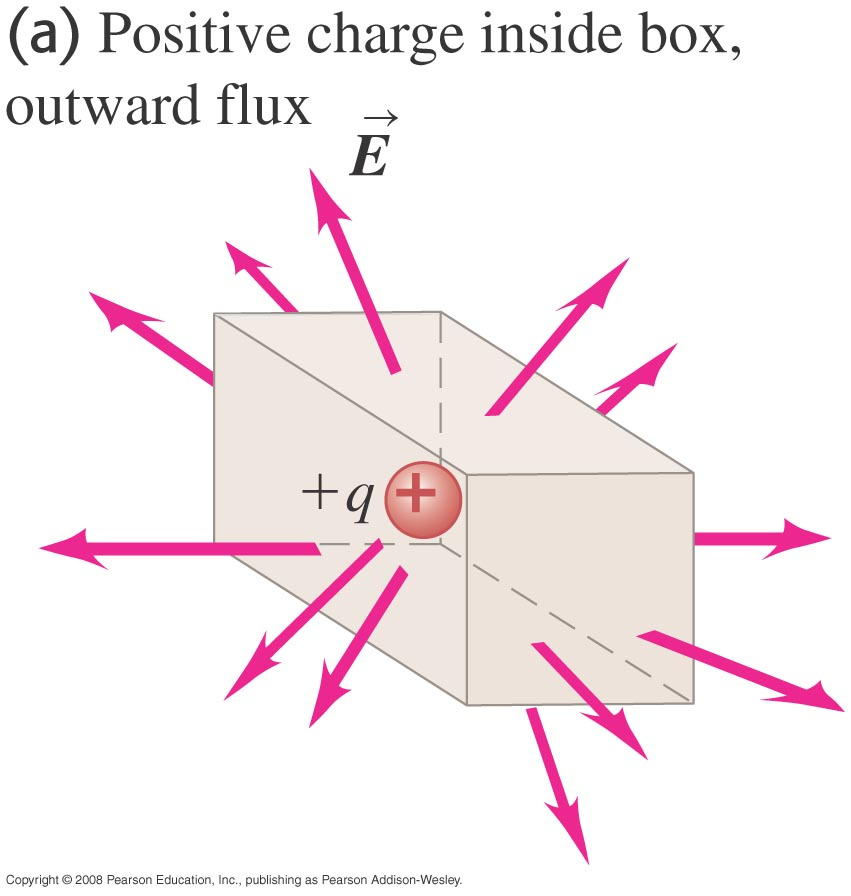 (a) Positive charge inside box,
outward flux
E⃗
+q
+
Copyright © 2008 Pearson Education, Inc., publishing as Pearson Addison-Wesley.